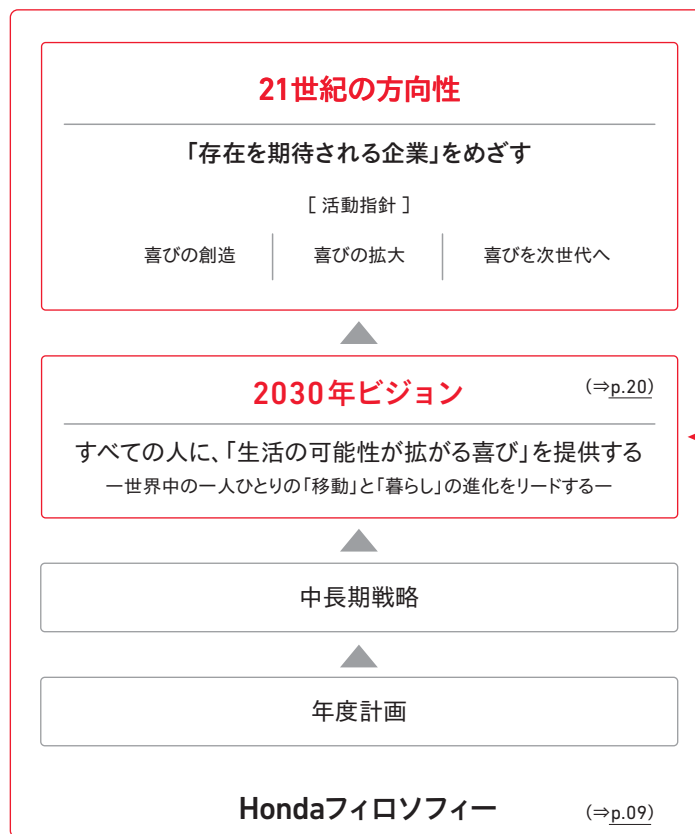 21世紀の方向性
「存在を期待される企業」をめざす
［ 活動指針 ］
喜びの創造 喜びの拡大 喜びを次世代へ
2030年ビジョン (⇒p.20)
すべての人に、「生活の可能性が拡がる喜び」を提供する
―世界中の一人ひとりの「移動」と「暮らし」の進化をリードする―
中長期戦略
年度計画
Hondaフィロソフィー (⇒p.09)